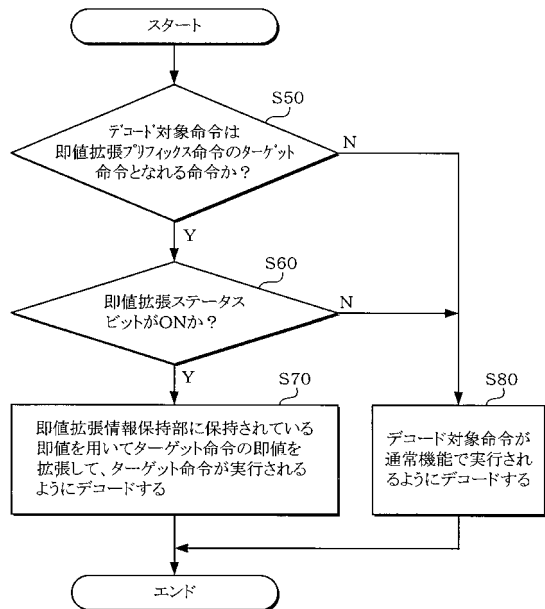 スタート
S50
デコード対象命令は
即値拡張プリフィックス命令のターゲット
命令となれる命令か？
N
Y
S60
即値拡張ステータス
ビットがONか？
N
Y
S70
即値拡張情報保持部に保持されている
即値を用いてターゲット命令の即値を
拡張して、ターゲット命令が実行される
ようにデコードする
S80
デコード対象命令が
通常機能で実行され
るようにデコードする
エンド